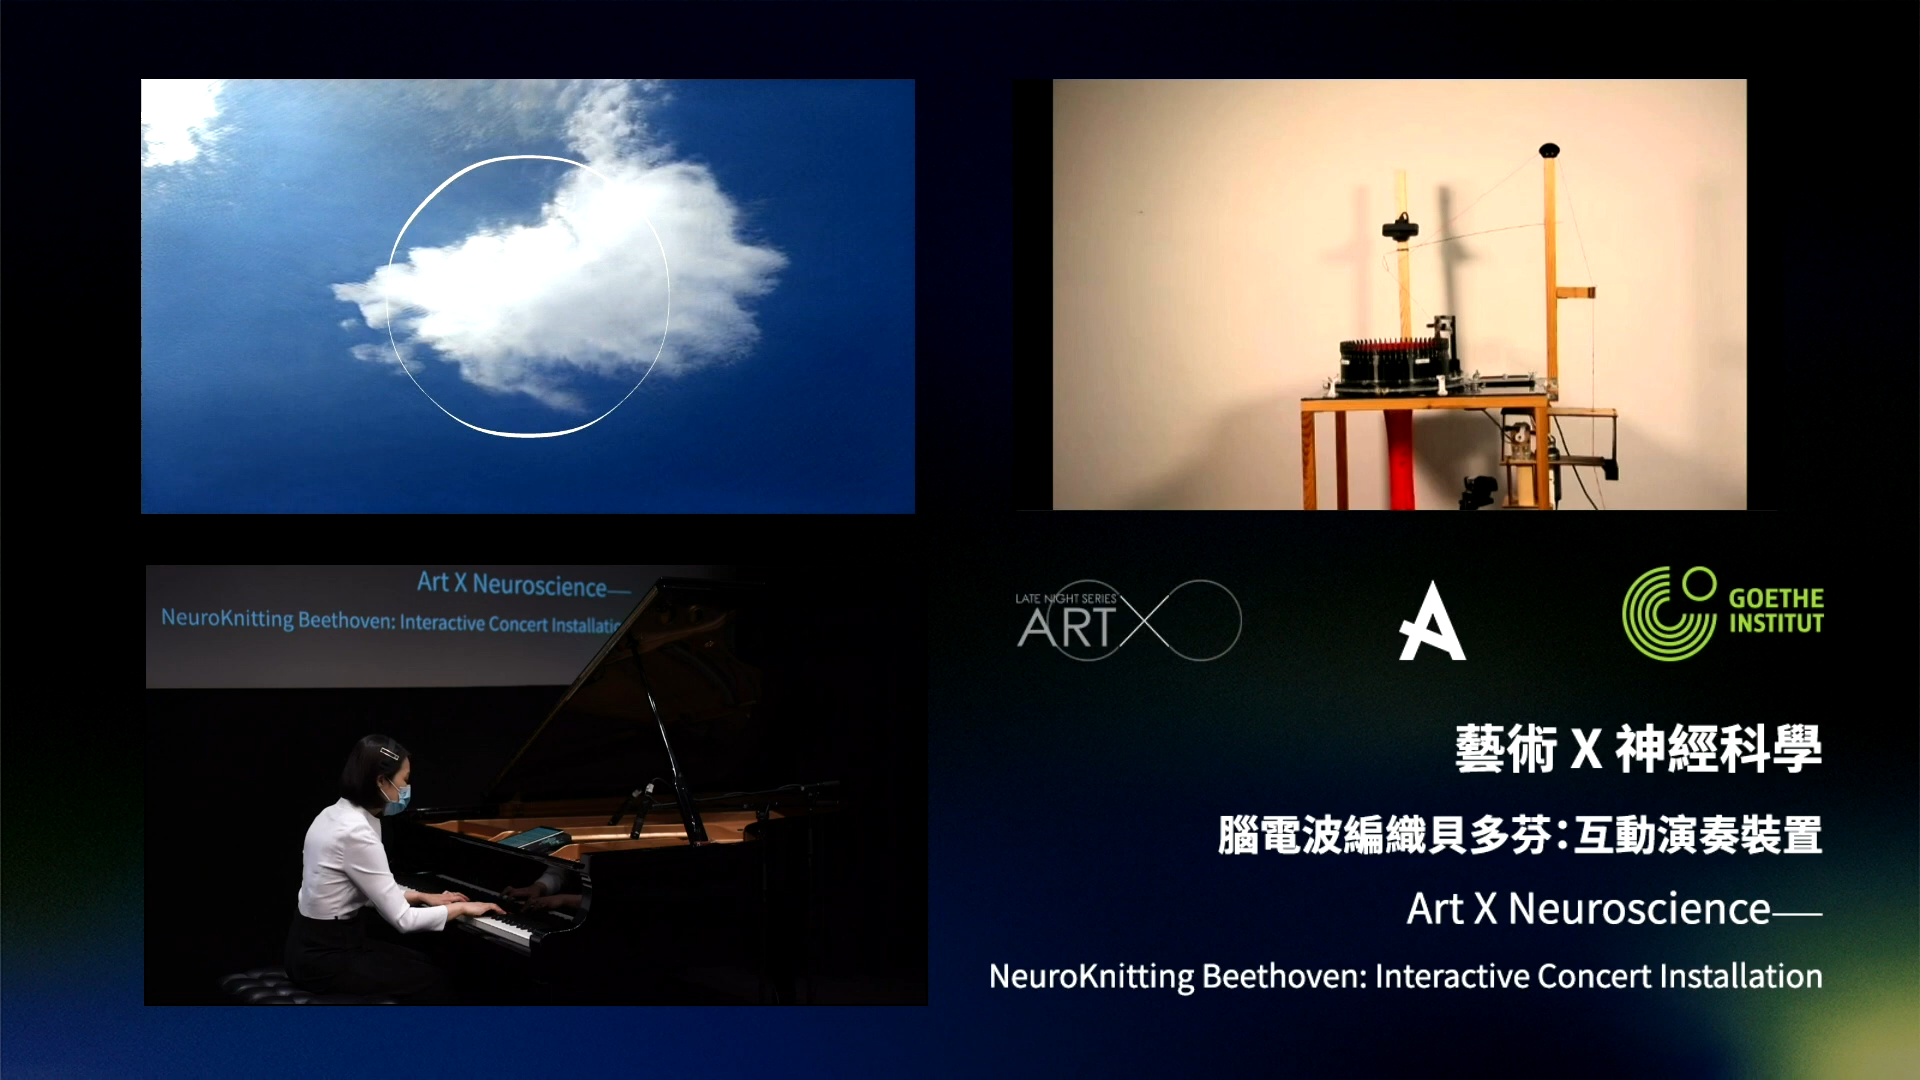 Art X Neuroscience—
NeuroKnitting Beethoven: Interactive Concert Installatio
LATE NIGHT SERIES
ART X
A
GOETHE
INSTITUT
藝術 X 神經科學
腦電波編織貝多芬:互動演奏裝置
Art X Neuroscience—
NeuroKnitting Beethoven: Interactive Concert Installation